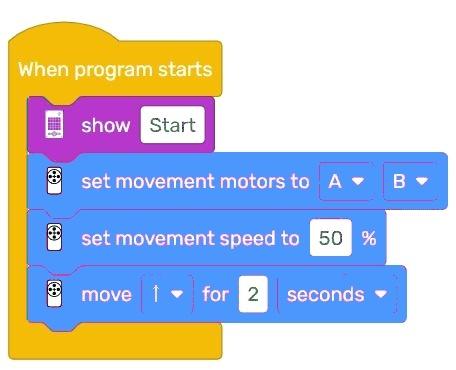 When program starts
show Start
set movement motors to A B
set movement speed to 50 %
move ↑ for 2 seconds